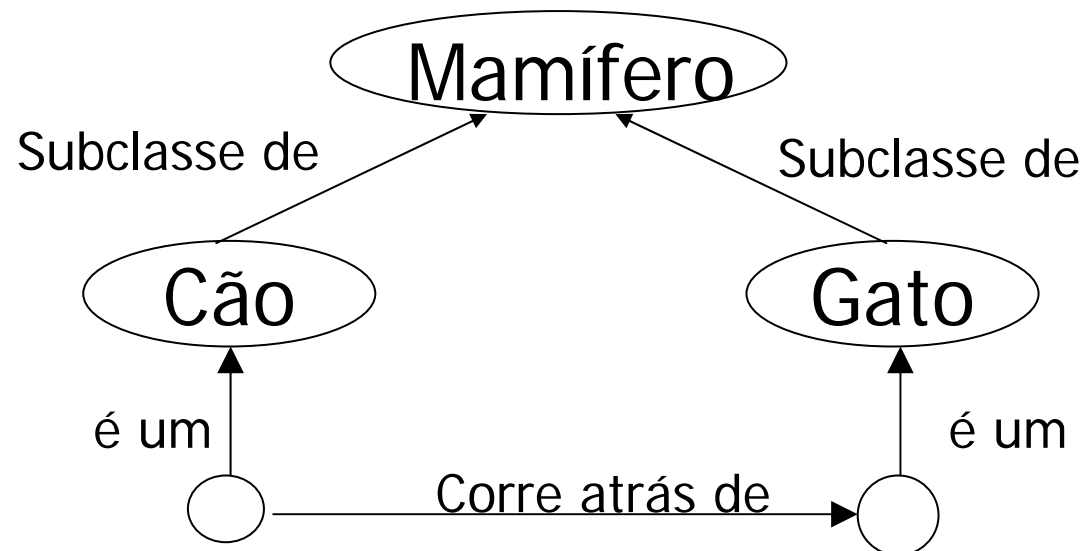 Mamífero
Subclasse de
Subclasse de
Cão
Gato
é um
é um
Corre atrás de